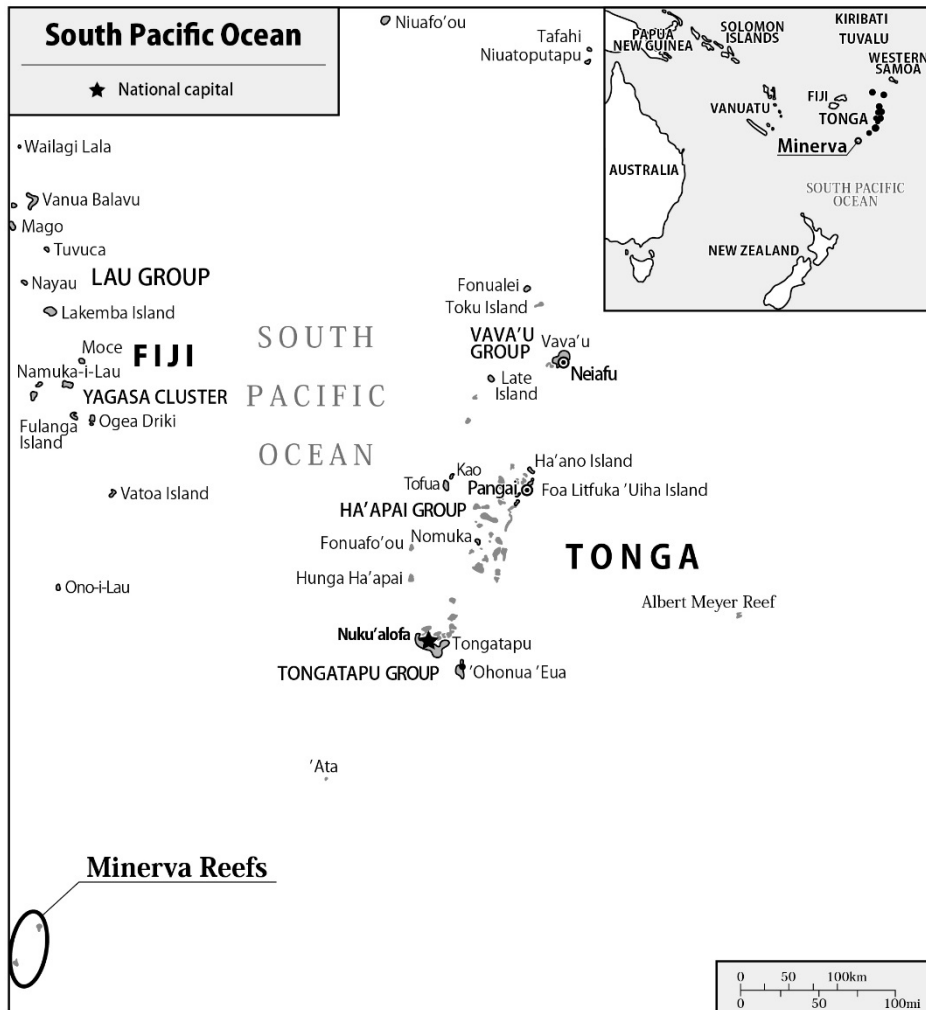 South Pacific Ocean
★ National capital
Niuafo'ou
Tafahi
Niuatoputapu
Wailagi Lala
Vanua Balavu
Mago
Tuvuca
Nayau
LAU GROUP
Lakemba Island
Moce
FIJI
Namuka-i-Lau
YAGASA CLUSTER
Fulanga
Island
Ogea Driki
Vatoa Island
Ono-i-Lau
SOUTH
PACIFIC
OCEAN
Fonualei
Toku Island
VAVA'U
GROUP
Vava'u
Neiafu
Late
Island
Kao
Tofua
Ha'ano Island
Pangai
Foa Litfuka 'Uiha Island
HA'APAI GROUP
Fonuafo'ou
Nomuka
TONGA
Hunga Ha'apai
Albert Meyer Reef
Nuku'alofa
Tongatapu
TONGATAPU GROUP
'Ohonua 'Eua
'Ata
Minerva Reefs
PAPUA
NEW GUINEA
SOLOMON
ISLANDS
KIRIBATI
TUVALU
WESTERN
SAMOA
VANUATU
FIJI
TONGA
Minerva
AUSTRALIA
SOUTH PACIFIC
OCEAN
NEW ZEALAND
0 50 100km
0 50 100mi